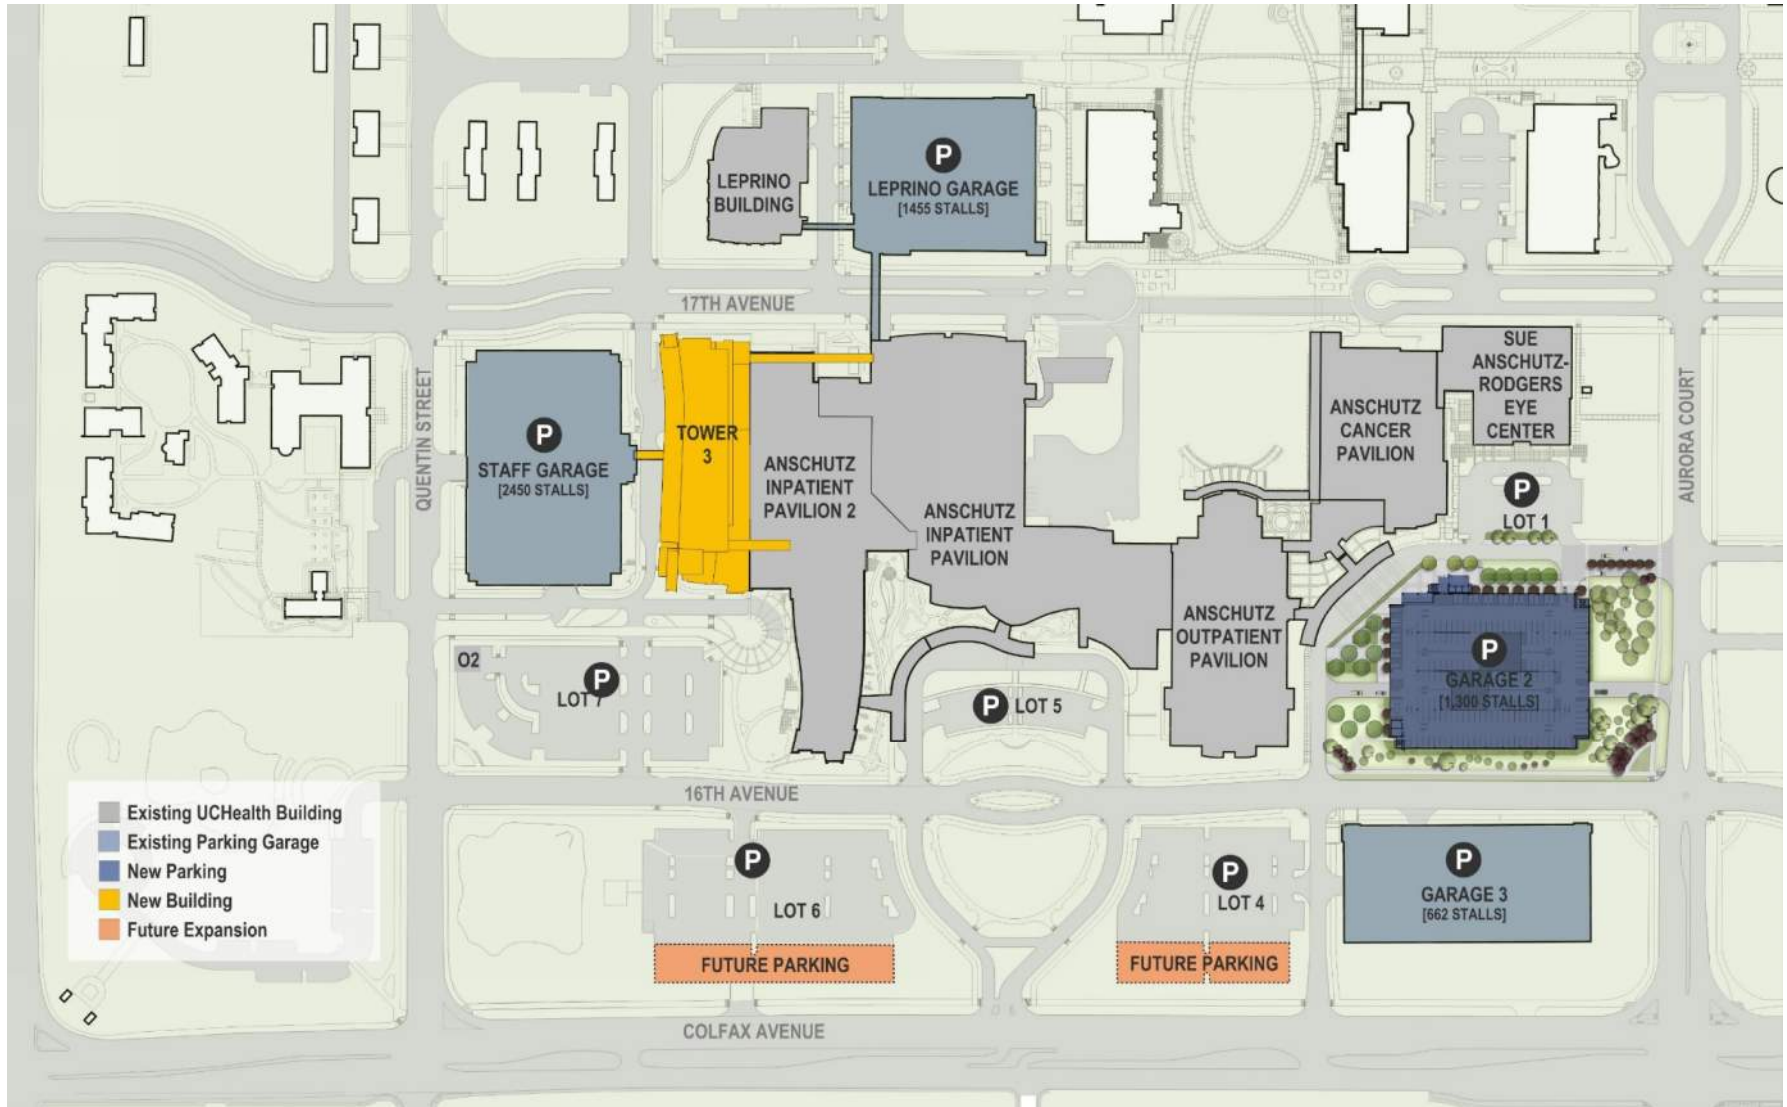 P
LEPRINO
BUILDING
LEPRINO GARAGE
[1455 STALLS]
17TH AVENUE
QUENTIN STREET
P
STAFF GARAGE
[2450 STALLS]
TOWER
3
ANSCHUTZ
INPATIENT
PAVILION 2
ANSCHUTZ
INPATIENT
PAVILION
ANSCHUTZ
CANCER
PAVILION
SUE
ANSCHUTZ-
RODGERS
EYE
CENTER
AURORA COURT
P
LOT 1
ANSCHUTZ
OUTPATIENT
PAVILION
P
GARAGE 2
[1,300 STALLS]
O2
P
LOT 7
P LOT 5
16TH AVENUE
Existing UCHealth Building
Existing Parking Garage
New Parking
New Building
Future Expansion
P
LOT 6
FUTURE PARKING
P
LOT 4
FUTURE PARKING
P
GARAGE 3
[662 STALLS]
COLFAX AVENUE